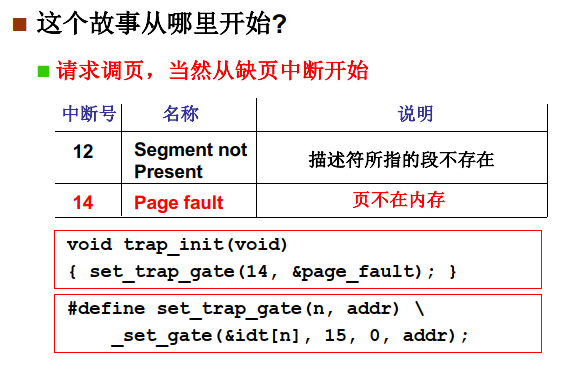 这个故事从哪里开始?
请求调页，当然从缺页中断开始
中断号 名称 说明
12 Segment not Present 描述符所指的段不存在
14 Page fault 页不在内存
void trap_init(void)
{ set_trap_gate(14, &page_fault); }
#define set_trap_gate(n, addr) \
_set_gate(&idt[n], 15, 0, addr);